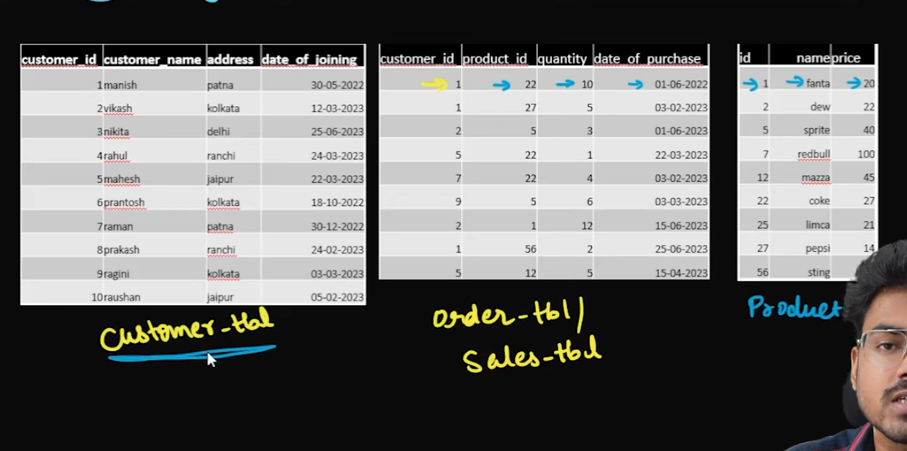 customer_id customer_name address date_of_joining
1 manish patna 30-05-2022
2 vikash kolkata 12-03-2023
3 nikita delhi 25-06-2023
4 rahul ranchi 24-03-2023
5 mahesh jaipur 22-03-2023
6 prantosh kolkata 18-10-2022
7 raman patna 30-12-2022
8 prakash ranchi 24-02-2023
9 ragini kolkata 03-03-2023
10 raushan jaipur 05-02-2023
Customer-tbl
customer_id product_id quantity date_of_purchase
1 22 10 01-06-2022
1 27 5 03-02-2023
2 5 3 01-06-2023
5 22 1 22-03-2023
7 22 4 03-02-2023
9 5 6 03-03-2023
2 1 12 15-06-2023
1 56 2 25-06-2023
5 12 5 15-04-2023
order-tbl/
Sales-tbl
id name price
1 fanta 20
2 dew 22
5 sprite 40
7 redbull 100
12 mazza 45
22 coke 27
25 limca 21
27 pepsi 14
56 sting
Product